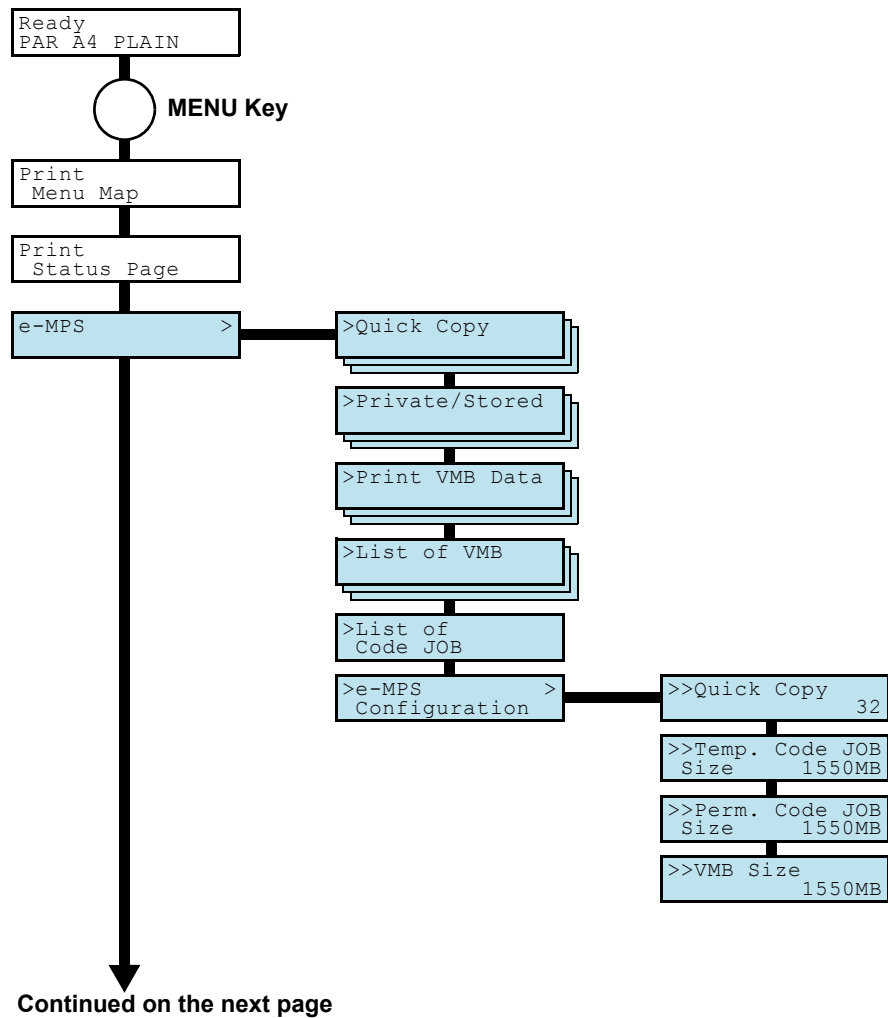 Ready
PAR A4 PLAIN
MENU Key
Print
Menu Map
Print
Status Page
e-MPS >
>Quick Copy
>Private/Stored
>Print VMB Data
>List of VMB
>List of
Code JOB
>e-MPS >
Configuration
>>Quick Copy
32
>>Temp. Code JOB
Size 1550MB
>>Perm. Code JOB
Size 1550MB
>>VMB Size
1550MB
Continued on the next page